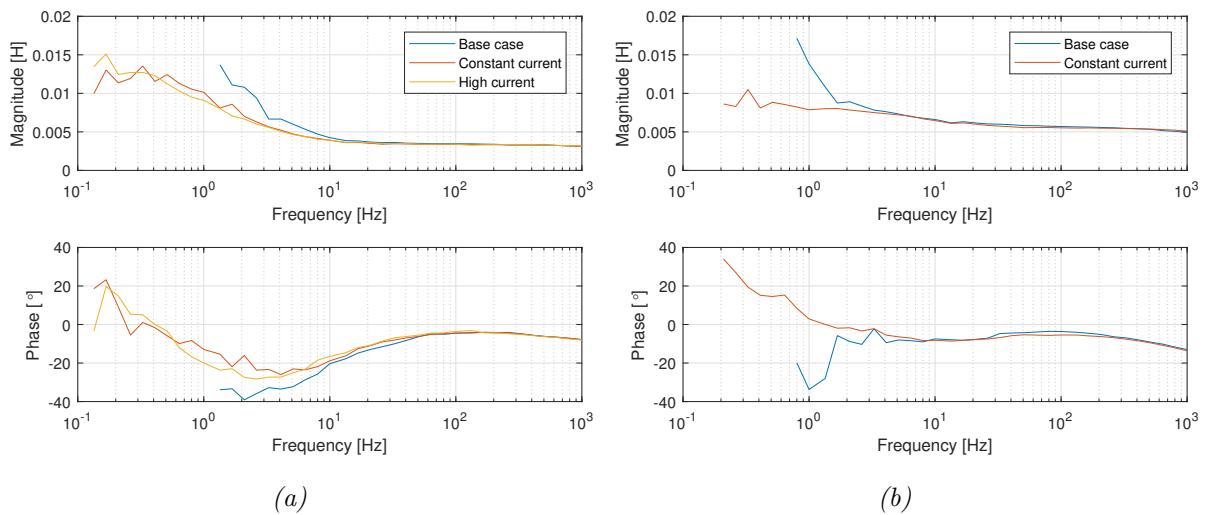 0.02
0.015
0.01
0.005
0
Magnitude [H]
Base case
Constant current
High current
10^-1
10^0
10^1
10^2
10^3
Frequency [Hz]
0.02
0.015
0.01
0.005
0
Magnitude [H]
Base case
Constant current
10^-1
10^0
10^1
10^2
10^3
Frequency [Hz]
40
20
0
-20
-40
Phase [°]
10^-1
10^0
10^1
10^2
10^3
Frequency [Hz]
40
20
0
-20
-40
Phase [°]
10^-1
10^0
10^1
10^2
10^3
Frequency [Hz]
(a)
(b)